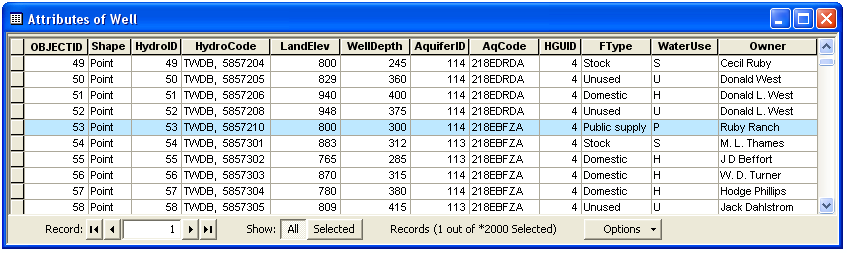 Attributes of Well
OBJECTID Shape HydroID HydroCode LandElev WellDepth AquiferID AqCode HGUID FType WaterUse Owner
49 Point 49 TWDB, 5857204 800 245 114 218EDRDA 4 Stock S Cecil Ruby
50 Point 50 TWDB, 5857205 829 360 114 218EDRDA 4 Unused U Donald West
51 Point 51 TWDB, 5857206 940 400 114 218EDRDA 4 Domestic H Donald L. West
52 Point 52 TWDB, 5857208 948 375 114 218EDRDA 4 Unused U Donald L. West
53 Point 53 TWDB, 5857210 800 300 114 218EBFZA 4 Public supply P Ruby Ranch
54 Point 54 TWDB, 5857301 883 312 113 218EBFZA 4 Stock S M. L. Thames
55 Point 55 TWDB, 5857302 765 285 113 218EBFZA 4 Domestic H J D Beffort
56 Point 56 TWDB, 5857303 870 315 114 218EBFZA 4 Domestic H W. D. Turner
57 Point 57 TWDB, 5857304 780 380 114 218EBFZA 4 Domestic H Hodge Phillips
58 Point 58 TWDB, 5857305 809 415 113 218EBFZA 4 Unused U Jack Dahlstrom
Record: 1 Show: All Selected Records (1 out of *2000 Selected) Options